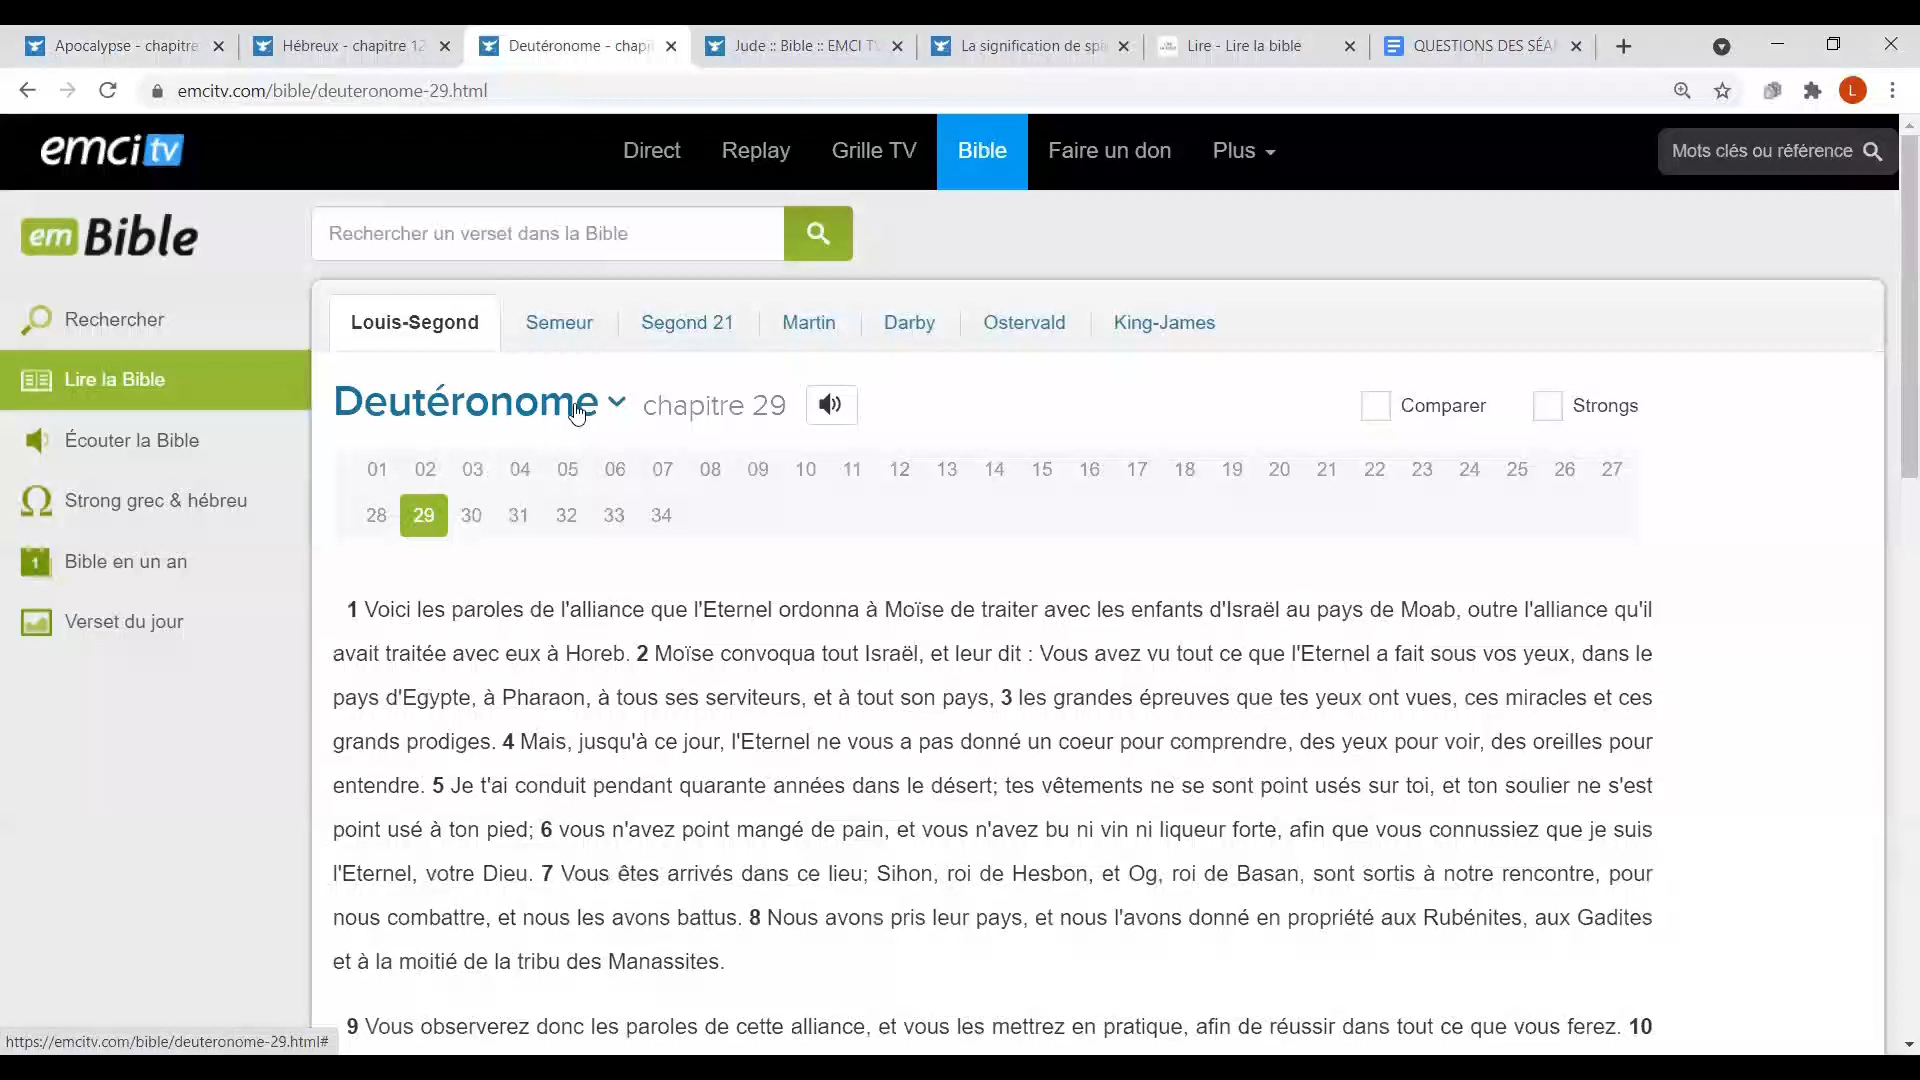 Apocalypse - chapitre
Hébreux - chapitre 12
Deutéronome - chapi
Jude :: Bible :: EMCI T
La signification de spi
Lire - Lire la bible
QUESTIONS DES SÉA
emcitv.com/bible/deuteronome-29.html
L
emci tv
Direct
Replay
Grille TV
Bible
Faire un don
Plus
Mots clés ou référence
em Bible
Rechercher un verset dans la Bible
Rechercher
Lire la Bible
Écouter la Bible
Strong grec & hébreu
1
Bible en un an
Verset du jour
Louis-Segond
Semeur
Segond 21
Martin
Darby
Ostervald
King-James
Deutéronome chapitre 29
Comparer
Strongs
01 02 03 04 05 06 07 08 09 10 11 12 13 14 15 16 17 18 19 20 21 22 23 24 25 26 27
28 29 30 31 32 33 34
1 Voici les paroles de l'alliance que l'Eternel ordonna à Moïse de traiter avec les enfants d'Israël au pays de Moab, outre l'alliance qu'il
avait traitée avec eux à Horeb. 2 Moïse convoqua tout Israël, et leur dit : Vous avez vu tout ce que l'Eternel a fait sous vos yeux, dans le
pays d'Egypte, à Pharaon, à tous ses serviteurs, et à tout son pays, 3 les grandes épreuves que tes yeux ont vues, ces miracles et ces
grands prodiges. 4 Mais, jusqu'à ce jour, l'Eternel ne vous a pas donné un coeur pour comprendre, des yeux pour voir, des oreilles pour
entendre. 5 Je t'ai conduit pendant quarante années dans le désert; tes vêtements ne se sont point usés sur toi, et ton soulier ne s'est
point usé à ton pied; 6 vous n'avez point mangé de pain, et vous n'avez bu ni vin ni liqueur forte, afin que vous connussiez que je suis
l'Eternel, votre Dieu. 7 Vous êtes arrivés dans ce lieu; Sihon, roi de Hesbon, et Og, roi de Basan, sont sortis à notre rencontre, pour
nous combattre, et nous les avons battus. 8 Nous avons pris leur pays, et nous l'avons donné en propriété aux Rubénites, aux Gadites
et à la moitié de la tribu des Manassites.
9 Vous observerez donc les paroles de cette alliance, et vous les mettrez en pratique, afin de réussir dans tout ce que vous ferez. 10
https://emcitv.com/bible/deuteronome-29.html#